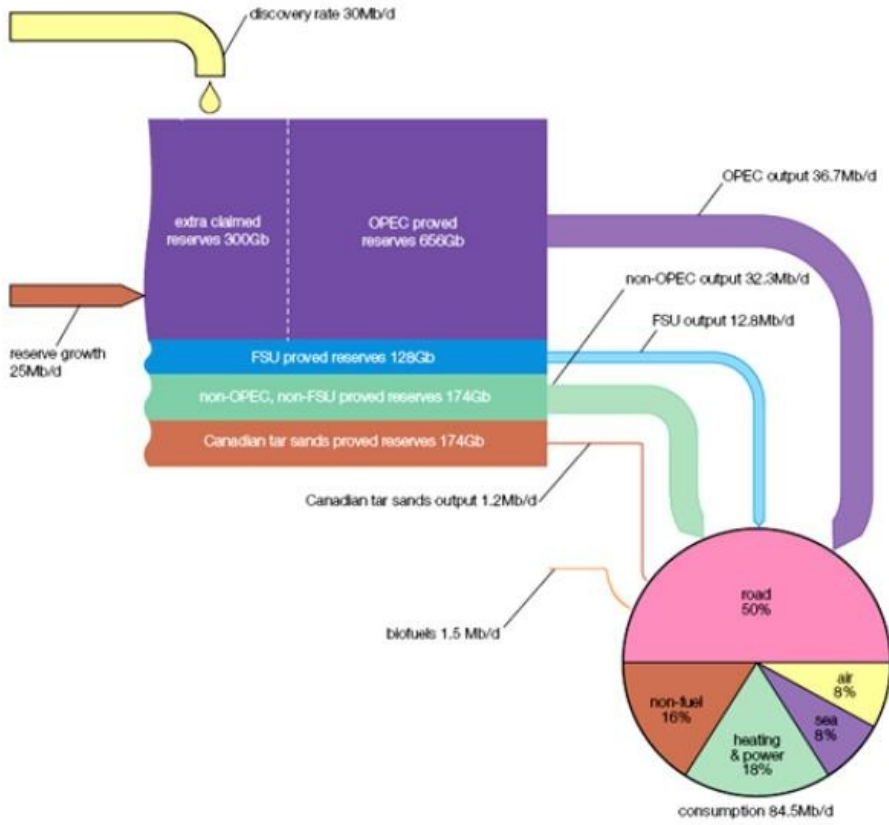 discovery rate 30Mb/d
OPEC output 36.7Mb/d
extra claimed
reserves 300Gb
OPEC proved
reserves 656Gb
non-OPEC output 32.3Mb/d
FSU output 12.8Mb/d
reserve growth
25Mb/d
FSU proved reserves 128Gb
non-OPEC, non-FSU proved reserves 174Gb
Canadian tar sands proved reserves 174Gb
Canadian tar sands output 1.2Mb/d
biofuels 1.5 Mb/d
road
50%
air
8%
sea
8%
non-fuel
16%
heating
& power
18%
consumption 84.5Mb/d